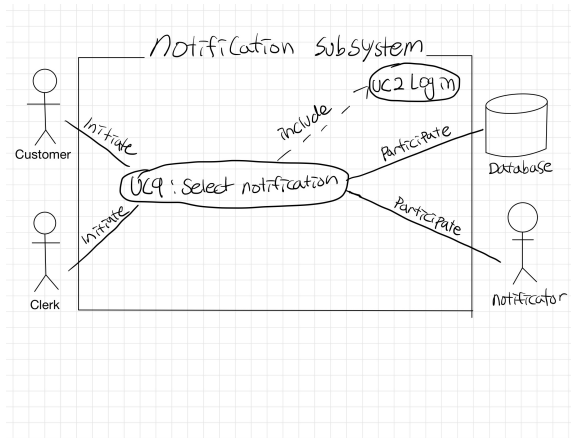 Notification Subsystem
UC2 Login
include
Initiate
Participate
Customer
Database
UC9: Select notification
Initiate
Participate
Clerk
Notificator